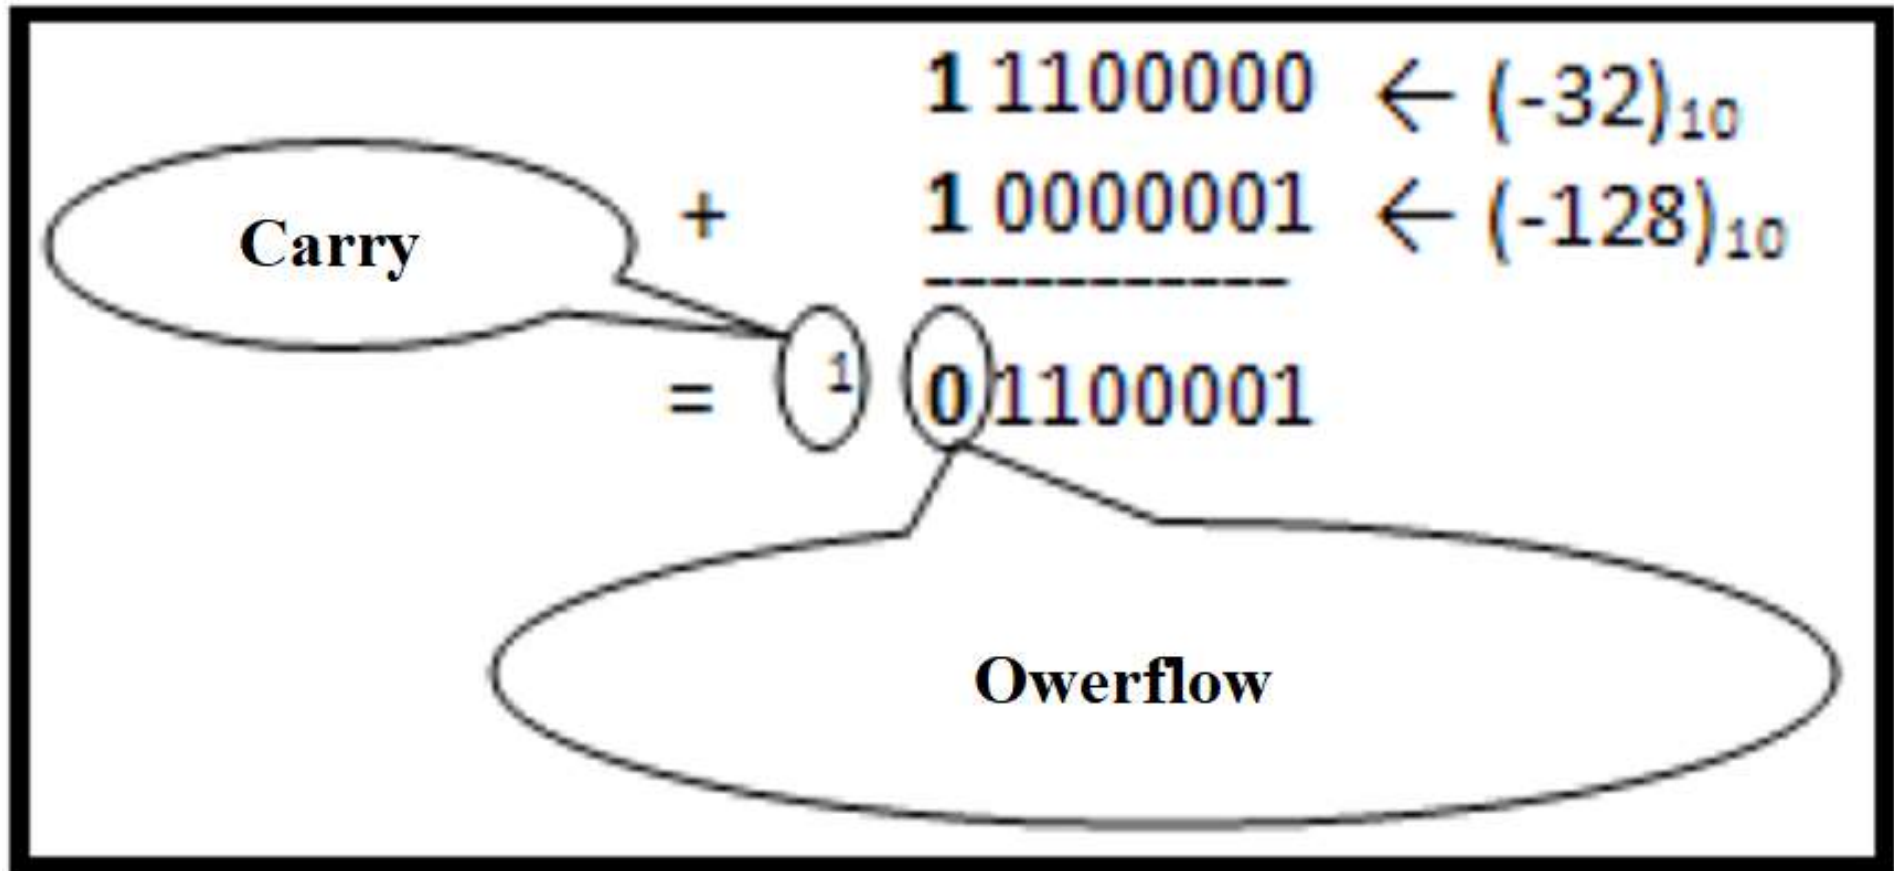 1 1100000 ← (-32)₁₀
Carry
+ 1 0000001 ← (-128)₁₀
-----------
= 1 0 1100001
Owerflow